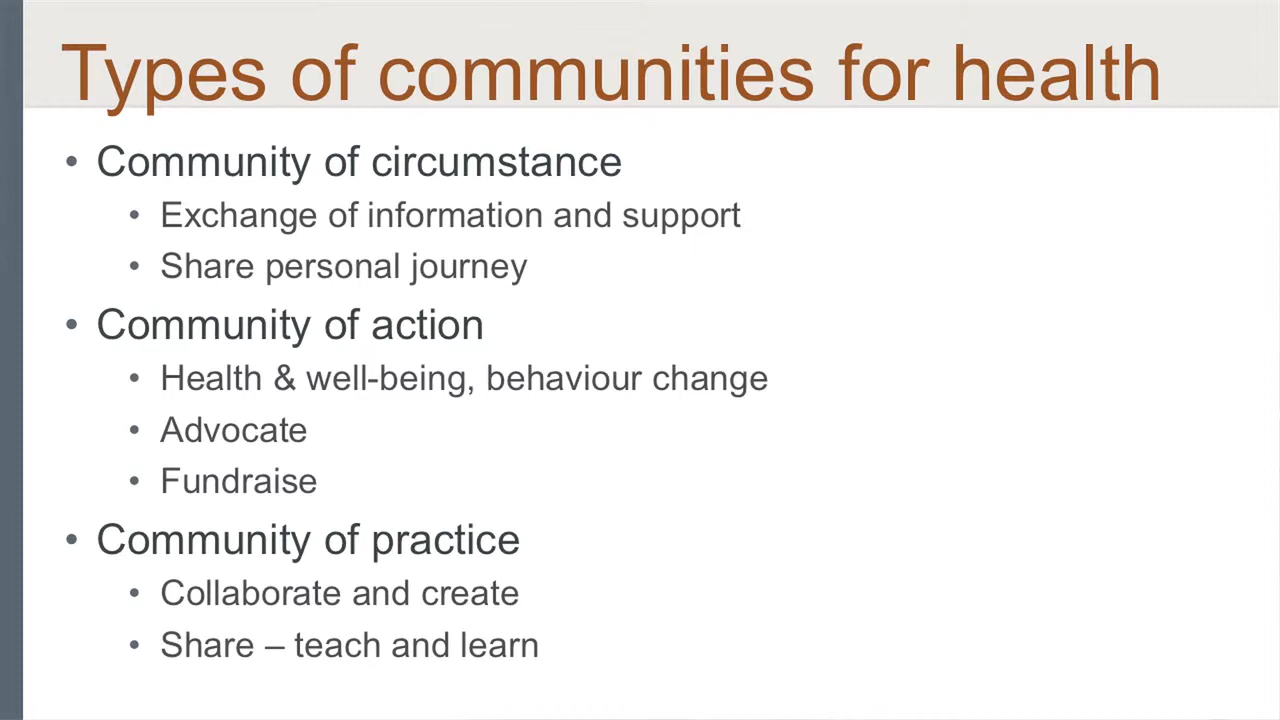 Types of communities for health
• Community of circumstance
• Exchange of information and support
• Share personal journey
• Community of action
• Health & well-being, behaviour change
• Advocate
• Fundraise
• Community of practice
• Collaborate and create
• Share – teach and learn